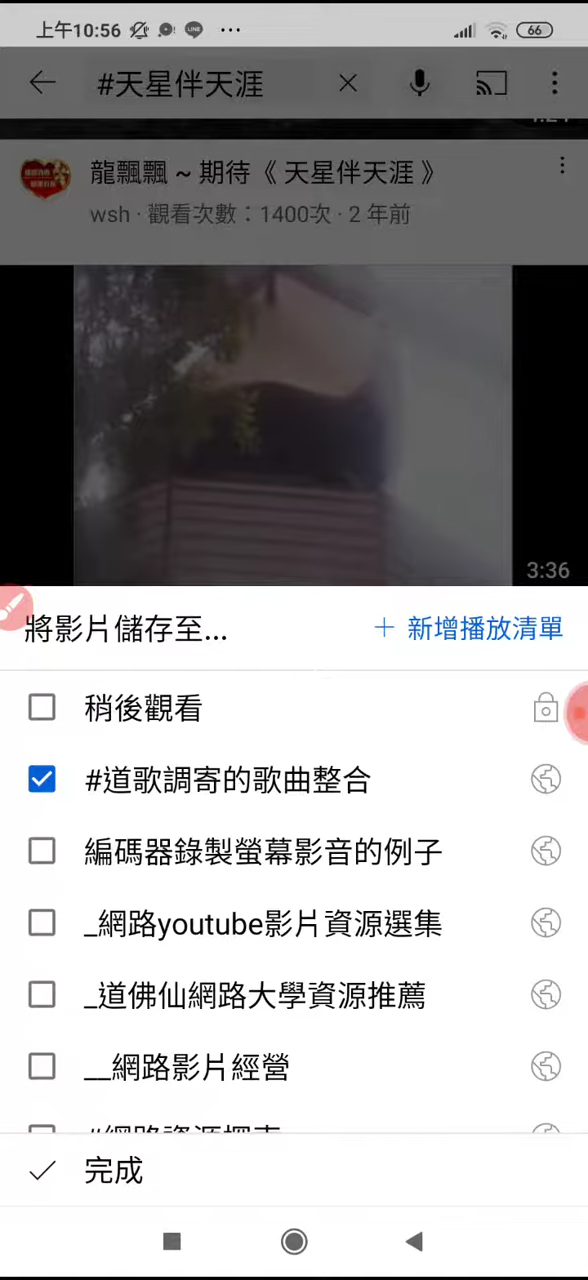 上午10:56 LINE ... 66
#天星伴天涯
龍飄飄 ~ 期待《 天星伴天涯 》
wsh · 觀看次數：1400次 · 2 年前
3:36
將影片儲存至... + 新增播放清單
稍後觀看
#道歌調寄的歌曲整合
編碼器錄製螢幕影音的例子
_網路youtube影片資源選集
_道佛仙網路大學資源推薦
__網路影片經營
完成